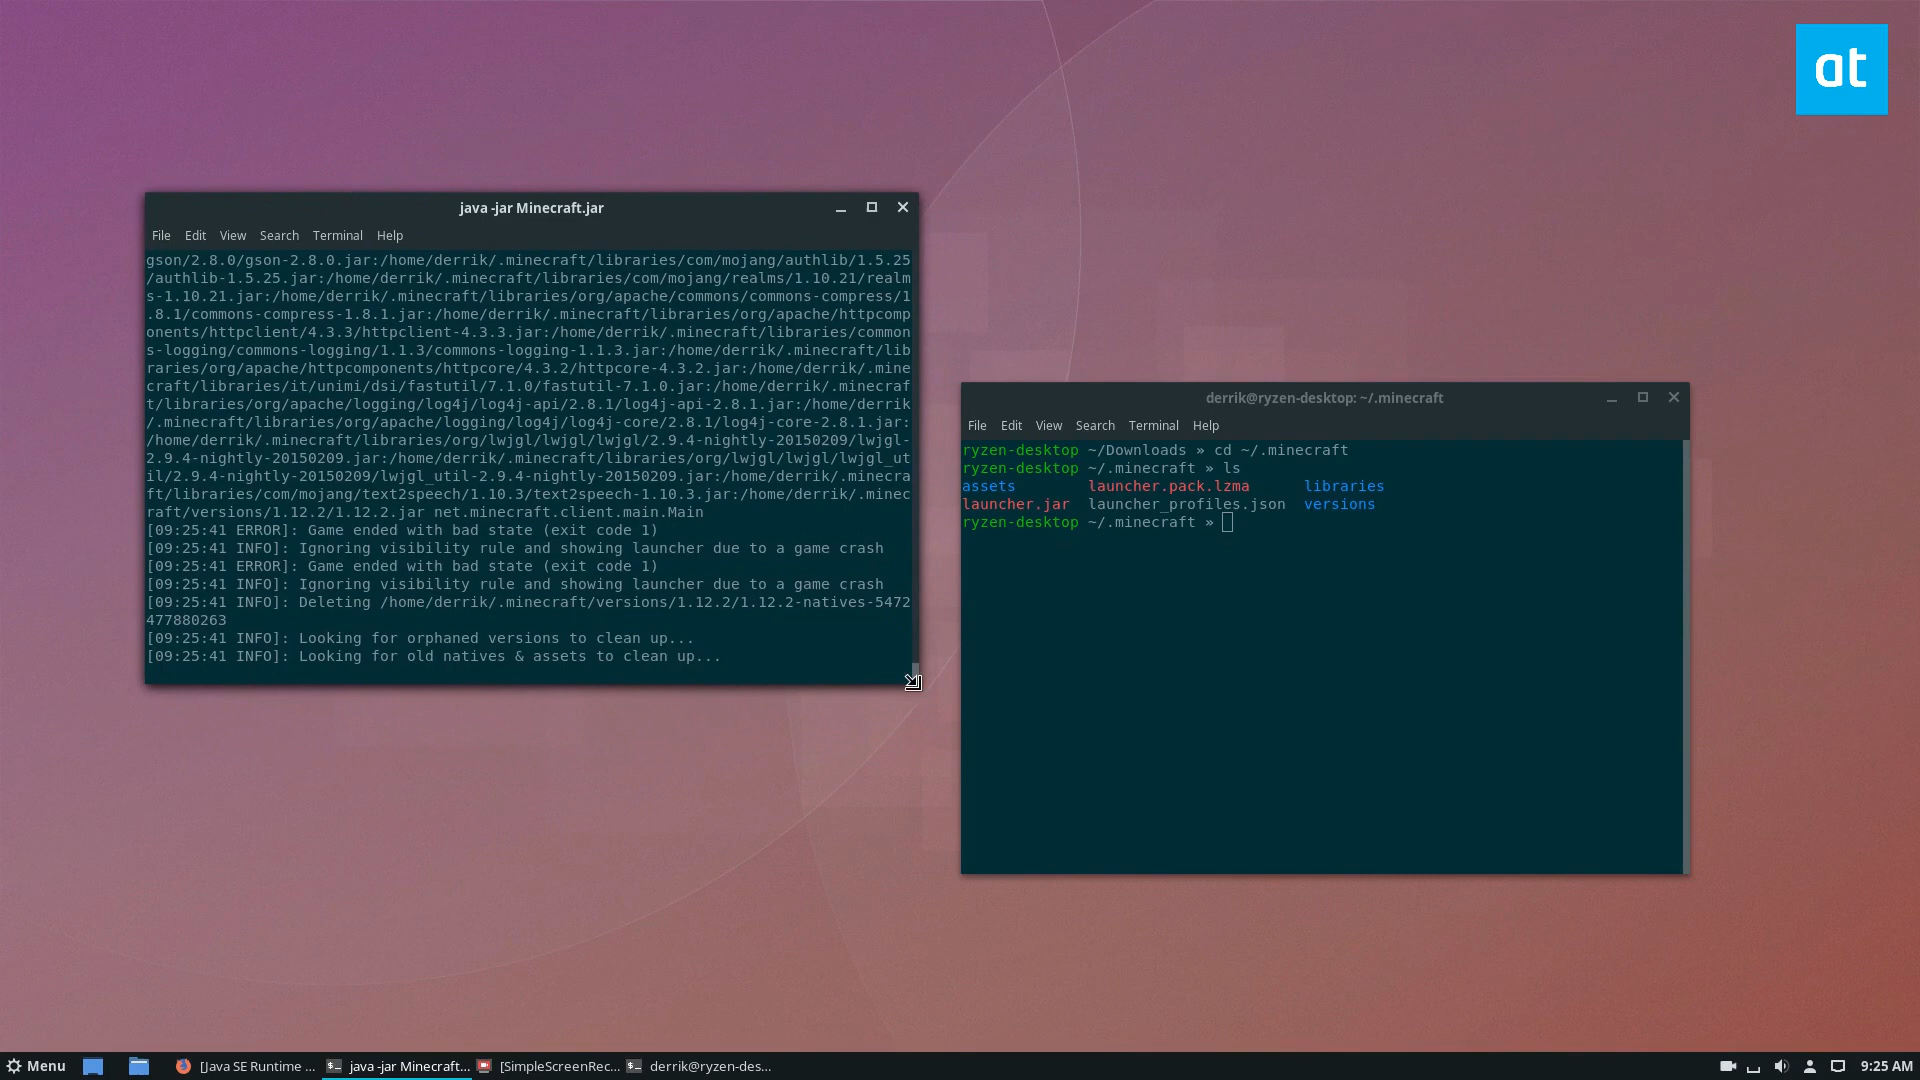 at
java -jar Minecraft.jar
File Edit View Search Terminal Help
gson/2.8.0/gson-2.8.0.jar:/home/derrik/.minecraft/libraries/com/mojang/authlib/1.5.25
/authlib-1.5.25.jar:/home/derrik/.minecraft/libraries/com/mojang/realms/1.10.21/realm
s-1.10.21.jar:/home/derrik/.minecraft/libraries/org/apache/commons/commons-compress/1
.8.1/commons-compress-1.8.1.jar:/home/derrik/.minecraft/libraries/org/apache/httpcomp
onents/httpclient/4.3.3/httpclient-4.3.3.jar:/home/derrik/.minecraft/libraries/common
s-logging/commons-logging/1.1.3/commons-logging-1.1.3.jar:/home/derrik/.minecraft/lib
raries/org/apache/httpcomponents/httpcore/4.3.2/httpcore-4.3.2.jar:/home/derrik/.mine
craft/libraries/it/unimi/dsi/fastutil/7.1.0/fastutil-7.1.0.jar:/home/derrik/.minecraf
t/libraries/org/apache/logging/log4j/log4j-api/2.8.1/log4j-api-2.8.1.jar:/home/derrik
/.minecraft/libraries/org/apache/logging/log4j/log4j-core/2.8.1/log4j-core-2.8.1.jar:
/home/derrik/.minecraft/libraries/org/lwjgl/lwjgl/lwjgl/2.9.4-nightly-20150209/lwjgl-
2.9.4-nightly-20150209.jar:/home/derrik/.minecraft/libraries/org/lwjgl/lwjgl/lwjgl_ut
il/2.9.4-nightly-20150209/lwjgl_util-2.9.4-nightly-20150209.jar:/home/derrik/.minecra
ft/libraries/com/mojang/text2speech/1.10.3/text2speech-1.10.3.jar:/home/derrik/.minec
raft/versions/1.12.2/1.12.2.jar net.minecraft.client.main.Main
[09:25:41 ERROR]: Game ended with bad state (exit code 1)
[09:25:41 INFO]: Ignoring visibility rule and showing launcher due to a game crash
[09:25:41 ERROR]: Game ended with bad state (exit code 1)
[09:25:41 INFO]: Ignoring visibility rule and showing launcher due to a game crash
[09:25:41 INFO]: Deleting /home/derrik/.minecraft/versions/1.12.2/1.12.2-natives-5472
477880263
[09:25:41 INFO]: Looking for orphaned versions to clean up...
[09:25:41 INFO]: Looking for old natives & assets to clean up...
derrik@ryzen-desktop: ~/.minecraft
File Edit View Search Terminal Help
ryzen-desktop ~/Downloads » cd ~/.minecraft
ryzen-desktop ~/.minecraft » ls
assets launcher.pack.lzma libraries
launcher.jar launcher_profiles.json versions
ryzen-desktop ~/.minecraft »
Menu [Java SE Runtime ... java -jar Minecraft... [SimpleScreenRec... derrik@ryzen-des... 9:25 AM